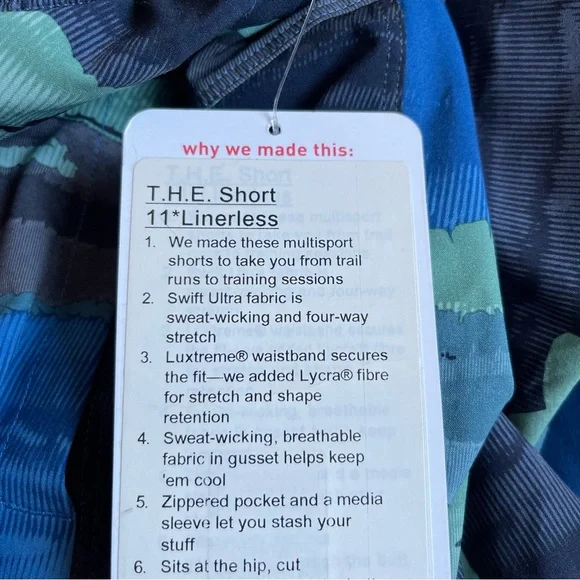 why we made this:
T.H.E. Short
11*Linerless
1. We made these multisport
shorts to take you from trail
runs to training sessions
2. Swift Ultra fabric is
sweat-wicking and four-way
stretch
3. Luxtreme® waistband secures
the fit—we added Lycra® fibre
for stretch and shape
retention
4. Sweat-wicking, breathable
fabric in gusset helps keep
'em cool
5. Zippered pocket and a media
sleeve let you stash your
stuff
6. Sits at the hip, cut